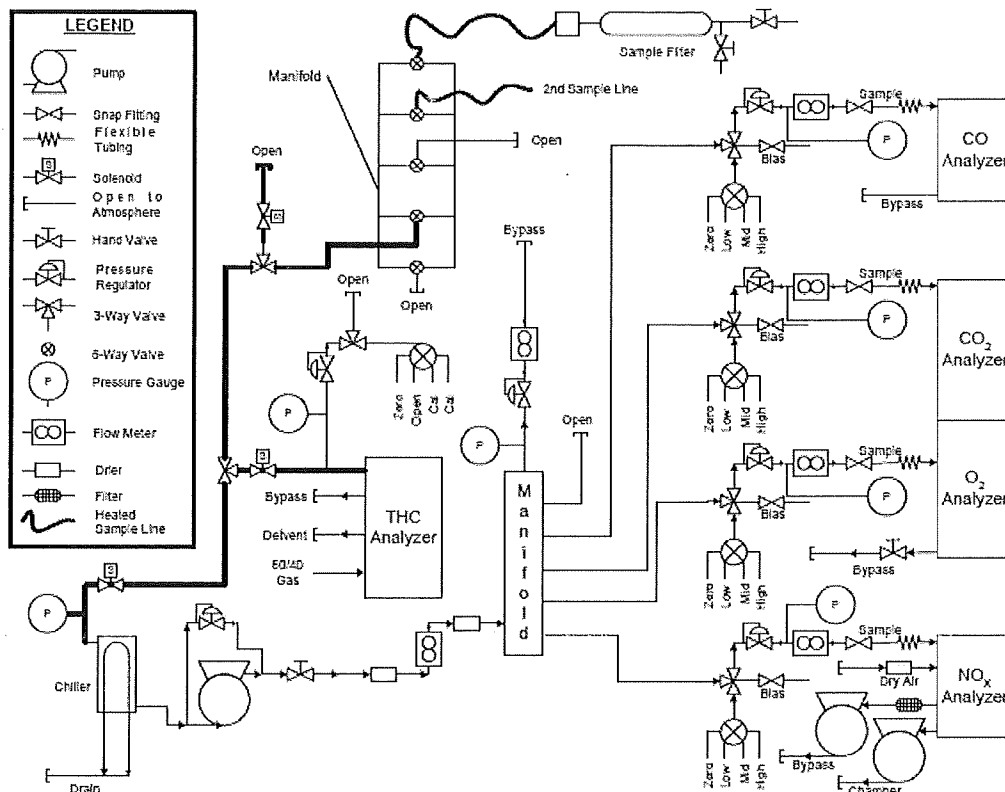 LEGEND
Pump
Snap Fitting
Flexible
Tubing
S
Solenoid
Open to
Atmosphere
Hand Valve
Pressure
Regulator
3-Way Valve
6-Way Valve
P
Pressure Gauge
Flow Meter
Drier
Filter
Heated
Sample Line
Sample Filter
Manifold
2nd Sample Line
Open
Open
S
Open
Open
Zero
Open
Cal
Cal
P
S
THC
Analyzer
Bypass
Delvent
60/40
Gas
S
P
Chiller
Drain
Bypass
P
Open
Manifold
Sample
P
Bias
Zero
Low
Mid
High
CO
Analyzer
Bypass
Sample
P
Bias
Zero
Low
Mid
High
CO2
Analyzer
Sample
P
Bias
Zero
Low
Mid
High
O2
Analyzer
Bypass
P
Sample
Bias
Zero
Low
Mid
High
Dry Air
NOX
Analyzer
Bypass
Chamber